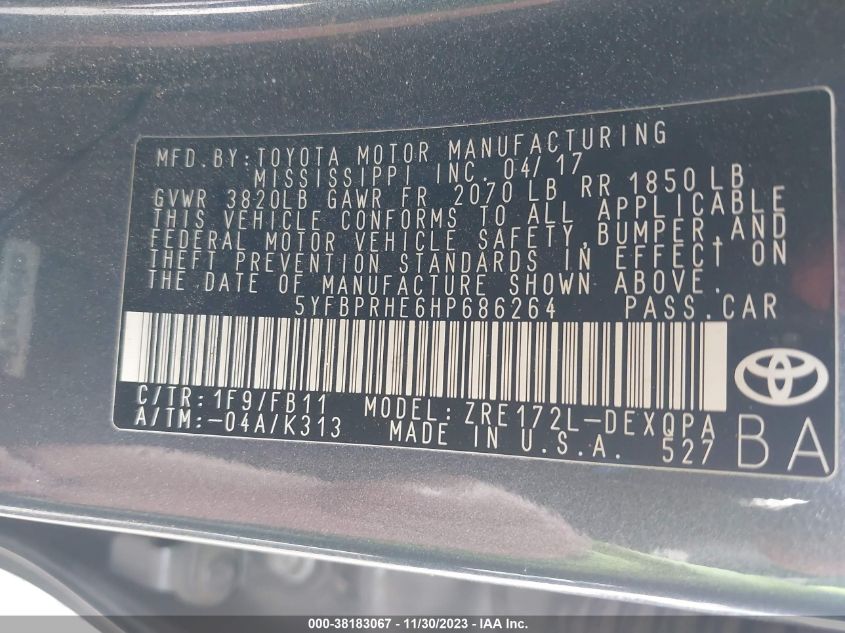 MFD. BY: TOYOTA MOTOR MANUFACTURING
MISSISSIPPI INC. 04/17
GVWR 3820LB GAWR FR 2070 LB RR 1850 LB
THIS VEHICLE CONFORMS TO ALL APPLICABLE
FEDERAL MOTOR VEHICLE SAFETY, BUMPER, AND
THEFT PREVENTION STANDARDS IN EFFECT ON
THE DATE OF MANUFACTURE SHOWN ABOVE.
5YFBPRHE6HP686264 PASS. CAR
C/TR: 1F9/FB11 MODEL: ZRE172L-DEXQPA
A/TM: -04A/K313 MADE IN U.S.A. 527
BA
000-38183067 - 11/30/2023 - IAA Inc.